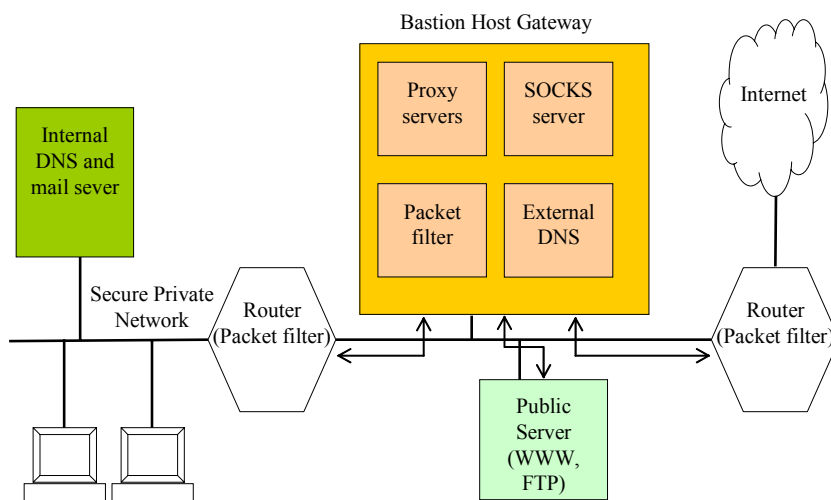 Bastion Host Gateway
Proxy
servers
SOCKS
server
Packet
filter
External
DNS
Internet
Internal
DNS and
mail sever
Secure Private
Network
Router
(Packet filter)
Router
(Packet filter)
Public
Server
(WWW,
FTP)